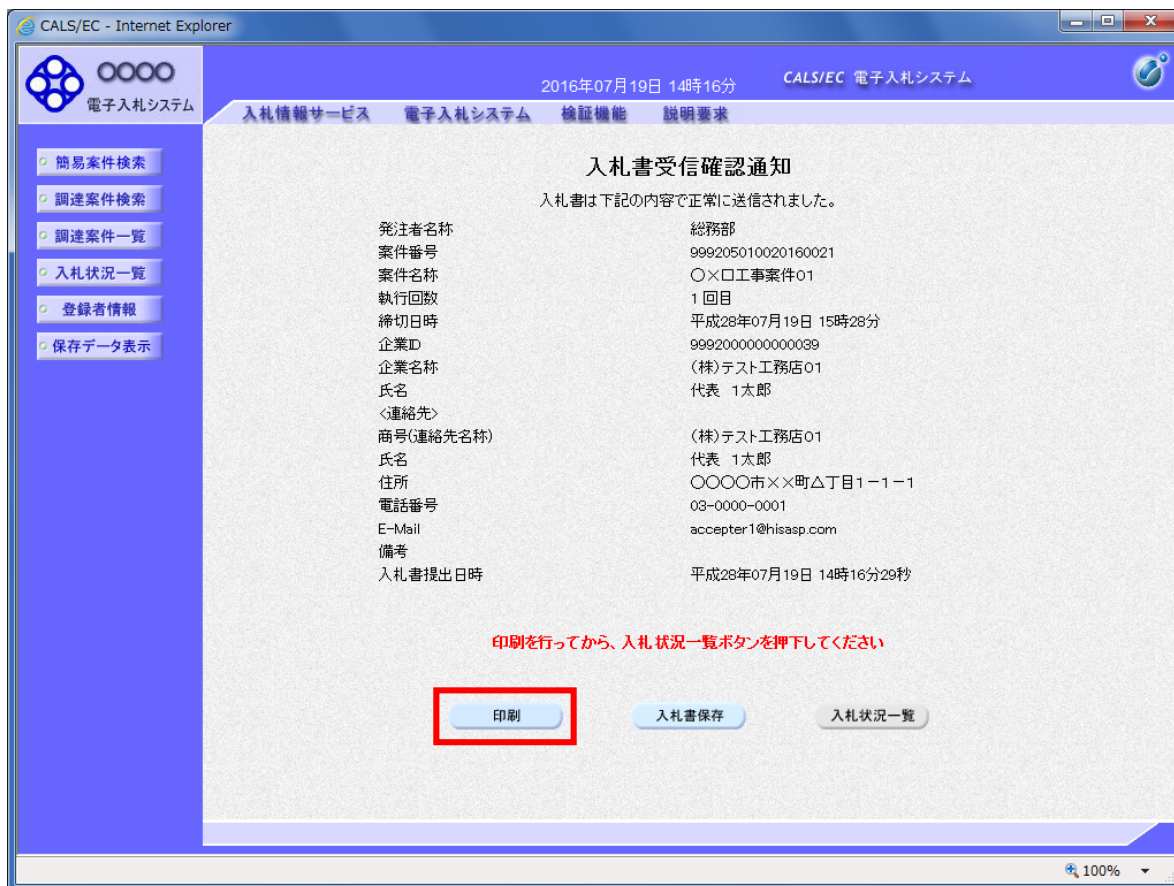 CALS/EC - Internet Explorer
○○○○
電子入札システム
2016年07月19日 14時16分
CALS/EC 電子入札システム
入札情報サービス 電子入札システム 検証機能 説明要求
簡易案件検索
調達案件検索
調達案件一覧
入札状況一覧
登録者情報
保存データ表示
入札書受信確認通知
入札書は下記の内容で正常に送信されました。
発注者名称 総務部
案件番号 999205010020160021
案件名称 ○×口工事案件01
執行回数 1 回目
締切日時 平成28年07月19日 15時28分
企業ID 9992000000000039
企業名称 (株)テスト工務店01
氏名 代表 1太郎
<連絡先>
商号(連絡先名称) (株)テスト工務店01
氏名 代表 1太郎
住所 ○○○○市××町△丁目1-1-1
電話番号 03-0000-0001
E-Mail accepter1@hisasp.com
備考
入札書提出日時 平成28年07月19日 14時16分29秒
印刷を行ってから、入札状況一覧ボタンを押下してください
印刷 入札書保存 入札状況一覧
100%